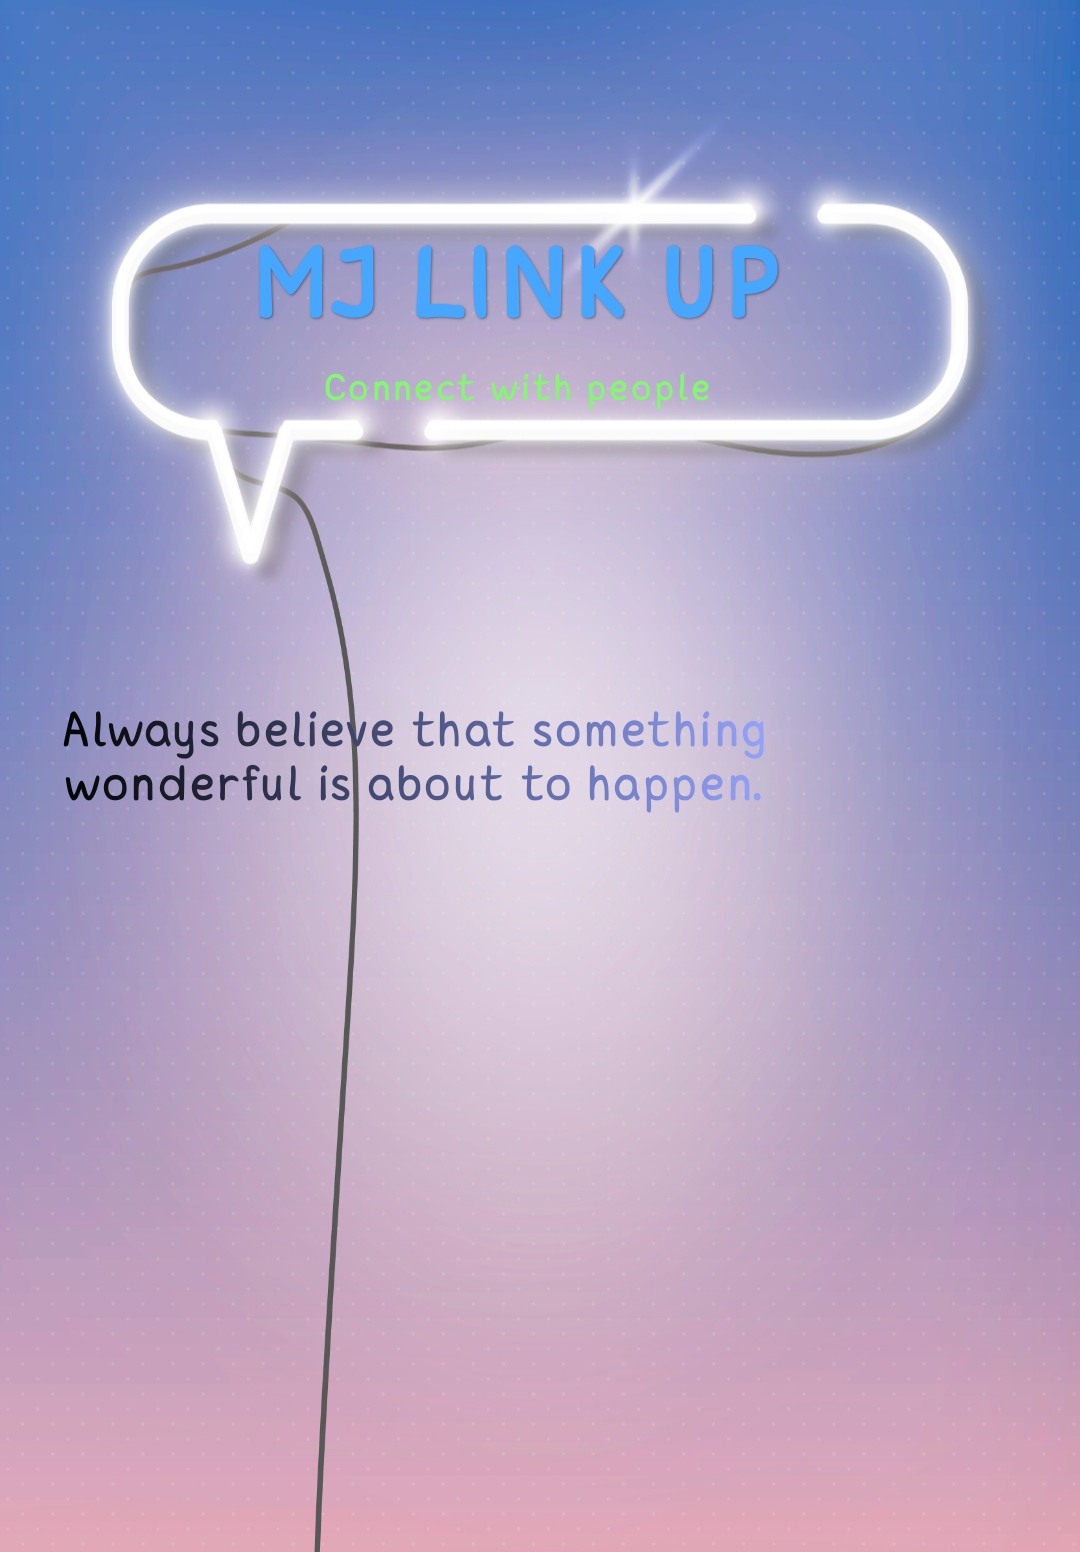 MJ LINK UP
Connect with people
Always believe that something
wonderful is about to happen.